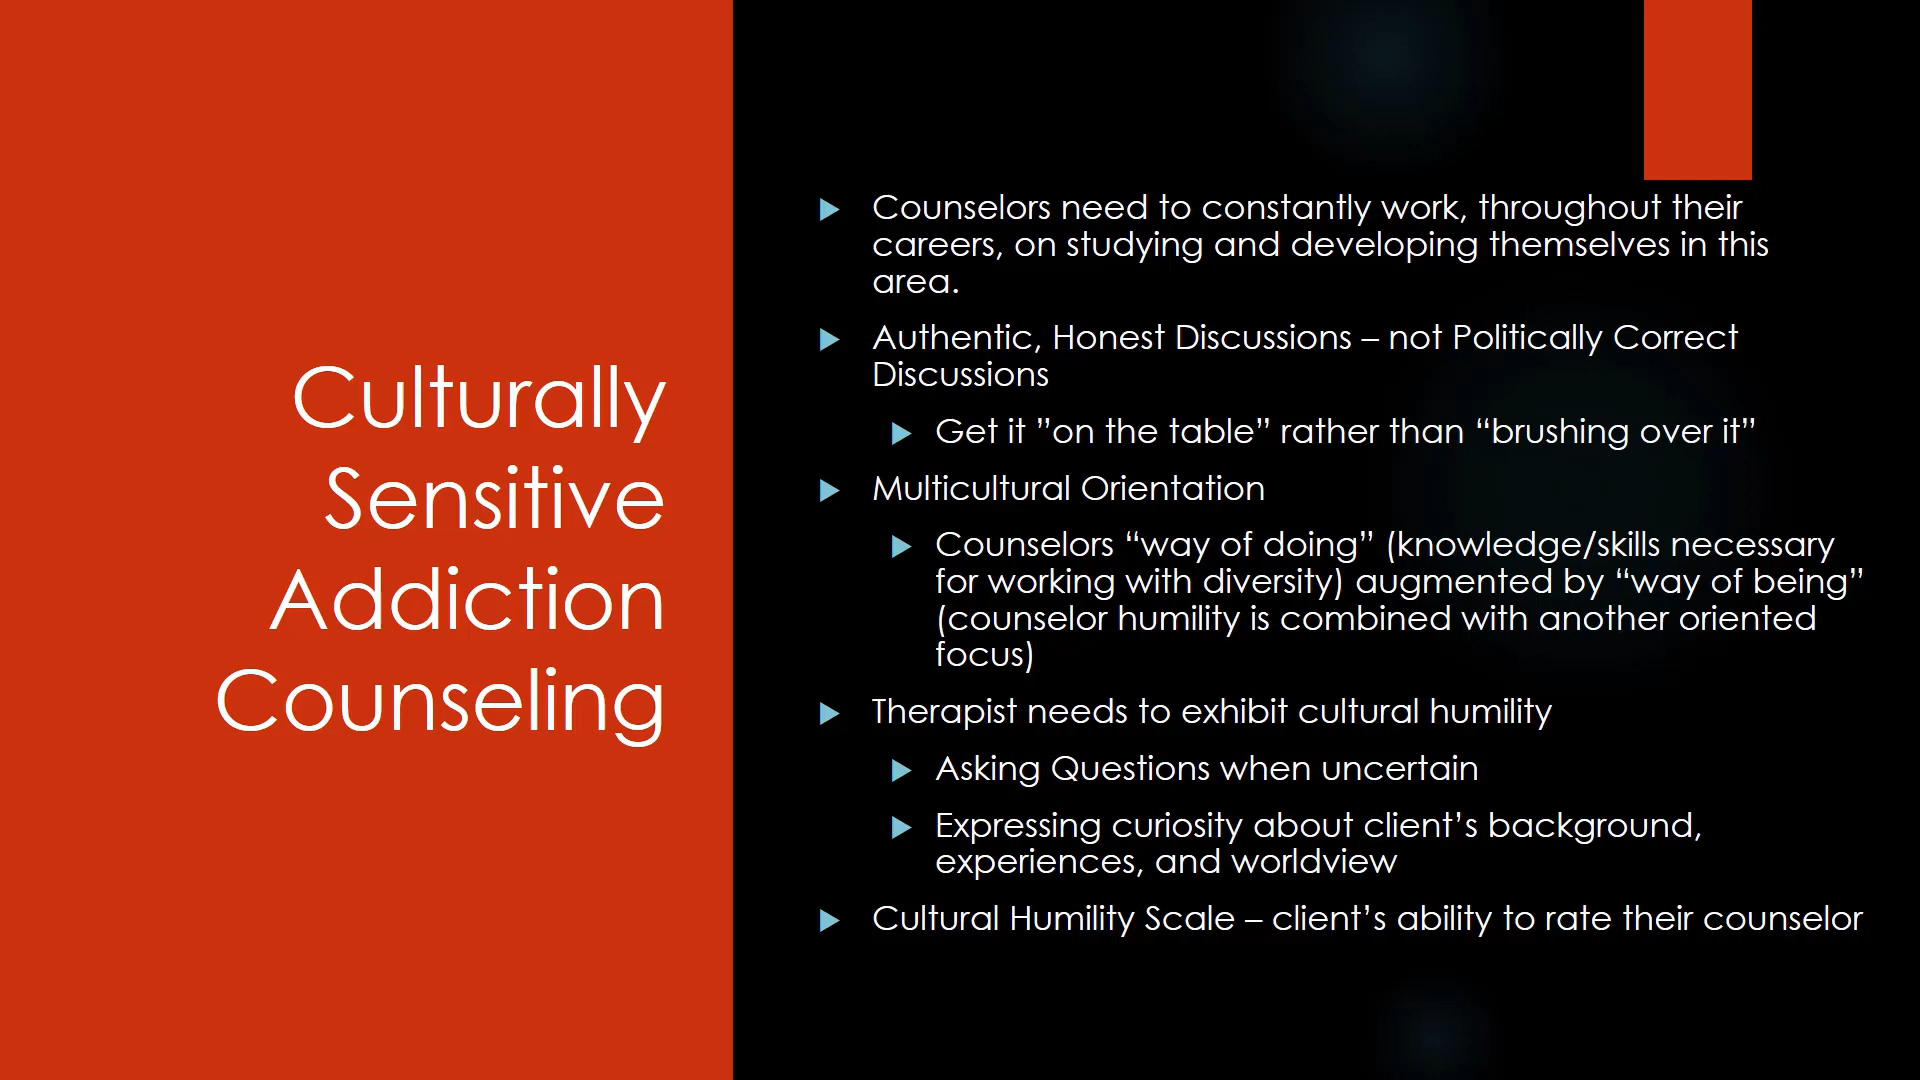 Culturally
Sensitive
Addiction
Counseling
Counselors need to constantly work, throughout their
careers, on studying and developing themselves in this
area.
Authentic, Honest Discussions – not Politically Correct
Discussions
Get it ”on the table” rather than “brushing over it”
Multicultural Orientation
Counselors “way of doing” (knowledge/skills necessary
for working with diversity) augmented by “way of being”
(counselor humility is combined with another oriented
focus)
Therapist needs to exhibit cultural humility
Asking Questions when uncertain
Expressing curiosity about client’s background,
experiences, and worldview
Cultural Humility Scale – client’s ability to rate their counselor